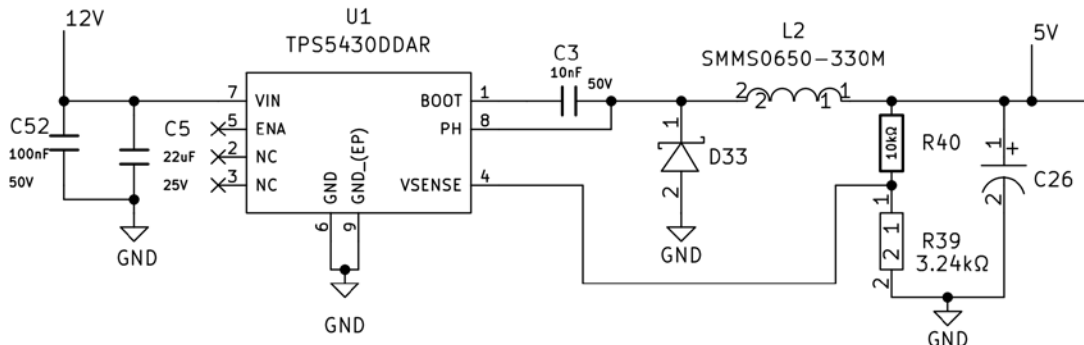 12V
U1
TPS5430DDAR
C3
10nF
50V
L2
SMMS0650-330M
5V
7 VIN
BOOT 1
2 2 1 1
C52
100nF
50V
C5
22uF
25V
5 ENA
2 NC
3 NC
PH 8
VSENSE 4
GND
GND_(EP)
6
9
1
D33
2
10kΩ
R40
1
+
C26
2
1
1
2
2
R39
3.24kΩ
GND
GND
GND
GND